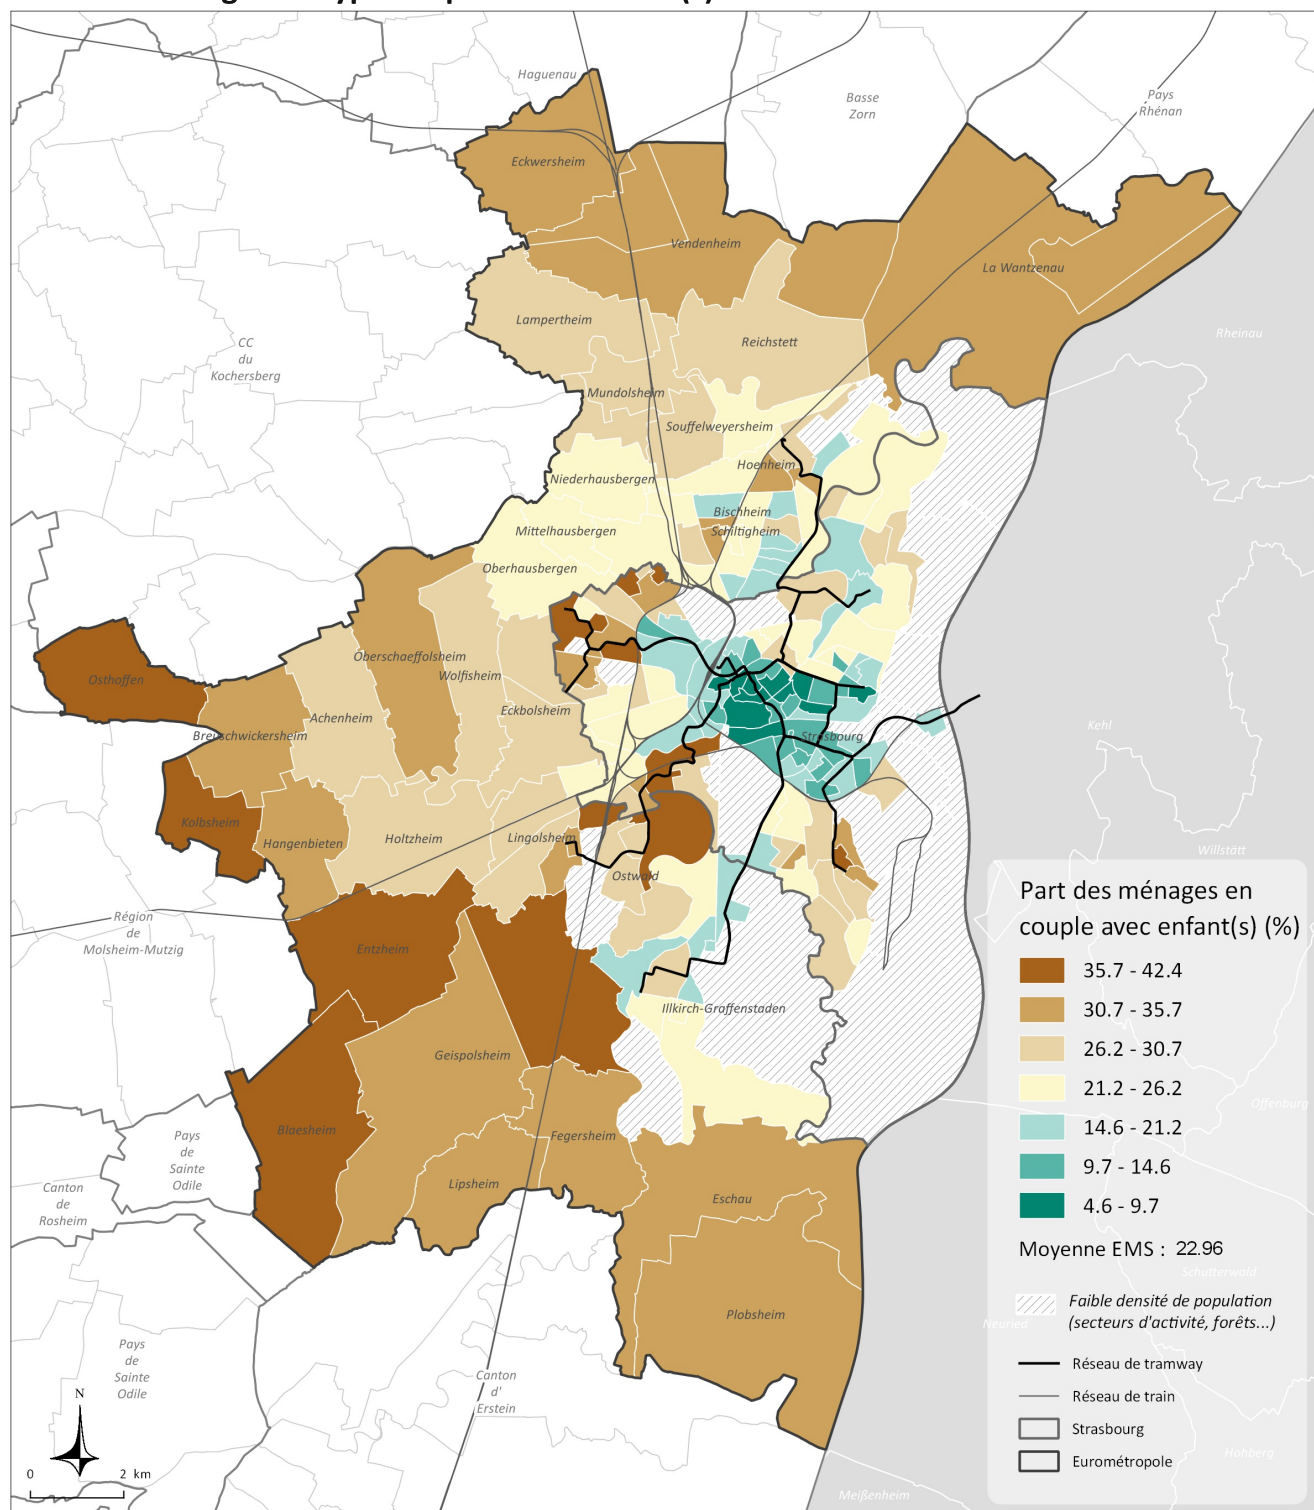 Haguenau
Basse
Zorn
Pays
Rhénan
Eckwersheim
Vendenheim
La Wantzenau
Lampertheim
Reichstett
Rheinau
CC
du
Kochersberg
Mundolsheim
Souffelweyersheim
Hoenheim
Niederhausbergen
Bischheim
Mittelhausbergen
Schiltigheim
Oberhausbergen
Oberschaeffolsheim
Wolfisheim
Osthoffen
Achenheim
Eckbolsheim
Breuschwickersheim
Strasbourg
Kehl
Kolbsheim
Hangenbieten
Holtzheim
Lingolsheim
Willstätt
Ostwald
Région
de
Molsheim-Mutzig
Entzheim
Illkirch-Graffenstaden
Geispolsheim
Offenburg
Blaesheim
Fegersheim
Pays
de
Sainte
Odile
Lipsheim
Eschau
Canton
de
Rosheim
Plobsheim
Schutterwald
Neuried
Pays
de
Sainte
Odile
Canton
d'
Erstein
Hohberg
Meißenheim
N
0 2 km
Part des ménages en
couple avec enfant(s) (%)
35.7 - 42.4
30.7 - 35.7
26.2 - 30.7
21.2 - 26.2
14.6 - 21.2
9.7 - 14.6
4.6 - 9.7
Moyenne EMS : 22.96
Faible densité de population
(secteurs d'activité, forêts...)
Réseau de tramway
Réseau de train
Strasbourg
Eurométropole